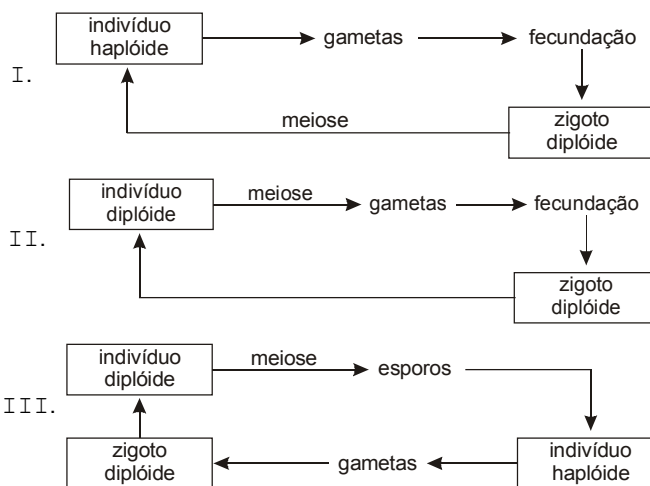 I.
indivíduo
haplóide
gametas
fecundação
meiose
zigoto
diplóide
II.
indivíduo
diplóide
meiose
gametas
fecundação
zigoto
diplóide
III.
indivíduo
diplóide
meiose
esporos
zigoto
diplóide
gametas
indivíduo
haplóide